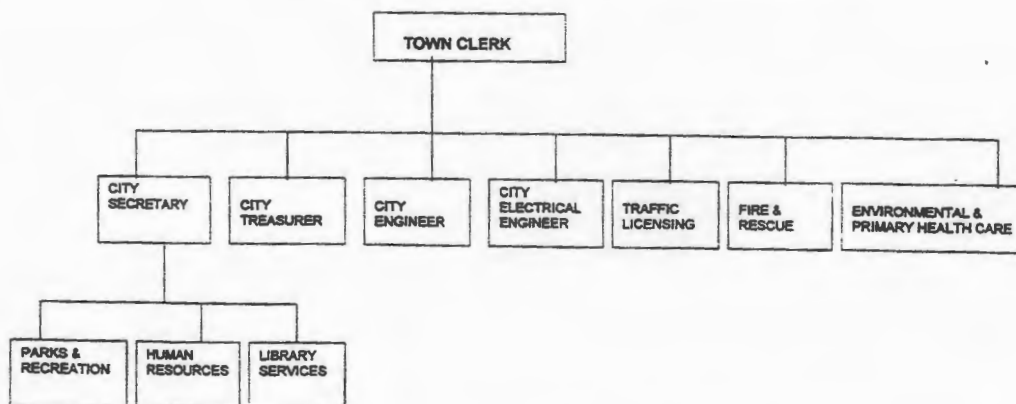 TOWN CLERK
CITY
SECRETARY
CITY
TREASURER
CITY
ENGINEER
CITY
ELECTRICAL
ENGINEER
TRAFFIC
LICENSING
FIRE &
RESCUE
ENVIRONMENTAL &
PRIMARY HEALTH CARE
PARKS &
RECREATION
HUMAN
RESOURCES
LIBRARY
SERVICES